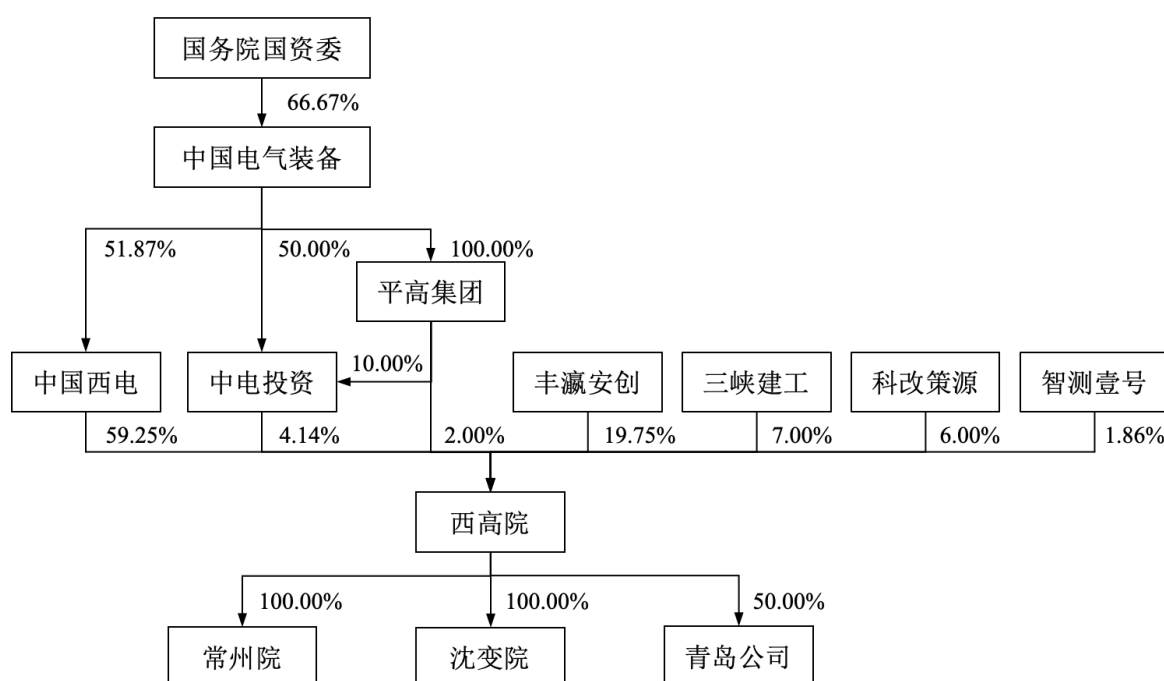 国务院国资委
66.67%
中国电气装备
51.87%
50.00%
100.00%
平高集团
10.00%
中国西电
中电投资
丰瀛安创
三峡建工
科改策源
智测壹号
59.25%
4.14%
2.00%
19.75%
7.00%
6.00%
1.86%
西高院
100.00%
100.00%
50.00%
常州院
沈变院
青岛公司